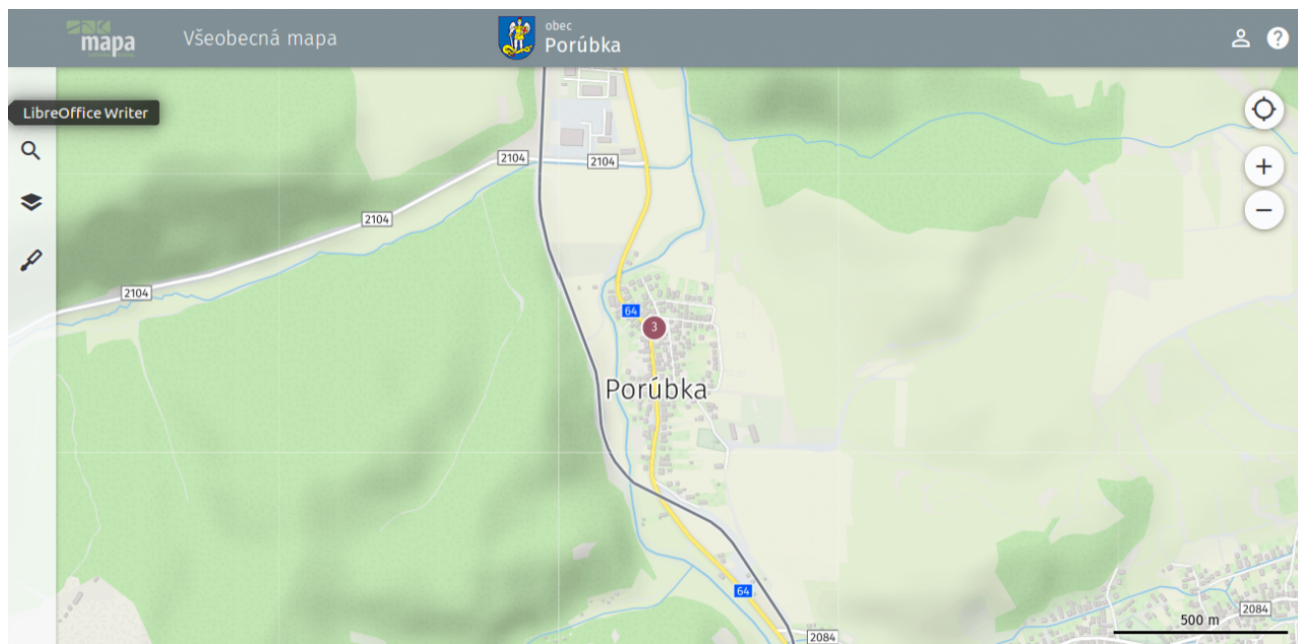 mapa
Všeobecná mapa
obec
Porúbka
LibreOffice Writer
2104
2104
2104
2104
64
3
Porúbka
64
2084
2084
500 m